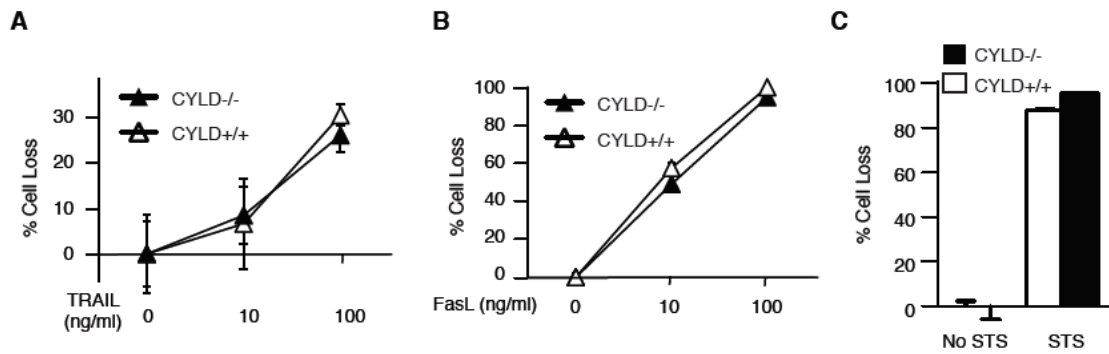 A
CYLD-/-
CYLD+/+
% Cell Loss
30
20
10
0
TRAIL
(ng/ml)
0 10 100
B
CYLD-/-
CYLD+/+
% Cell Loss
100
80
60
40
20
0
FasL (ng/ml) 0 10 100
C
CYLD-/-
CYLD+/+
% Cell Loss
100
80
60
40
20
0
No STS STS